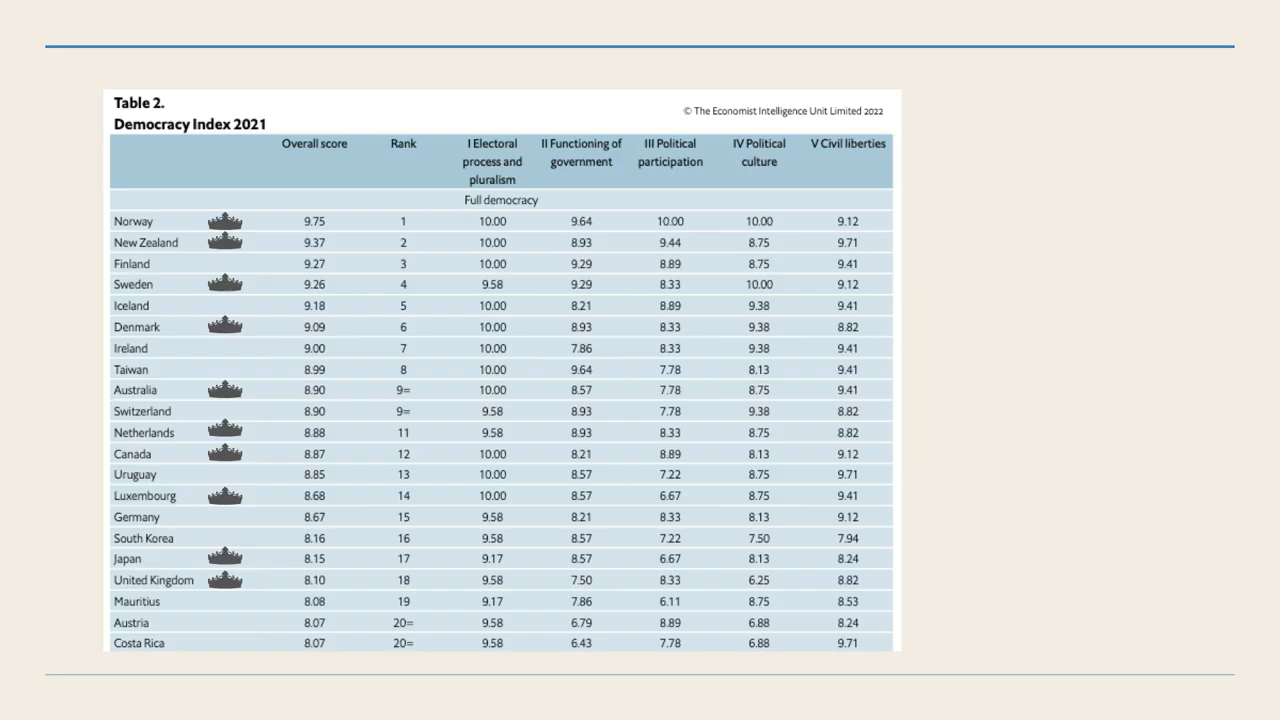 Table 2.
© The Economist Intelligence Unit Limited 2022
Democracy Index 2021
Overall score Rank I Electoral process and pluralism II Functioning of government III Political participation IV Political culture V Civil liberties
Full democracy
Norway 9.75 1 10.00 9.64 10.00 10.00 9.12
New Zealand 9.37 2 10.00 8.93 9.44 8.75 9.71
Finland 9.27 3 10.00 9.29 8.89 8.75 9.41
Sweden 9.26 4 9.58 9.29 8.33 10.00 9.12
Iceland 9.18 5 10.00 8.21 8.89 9.38 9.41
Denmark 9.09 6 10.00 8.93 8.33 9.38 8.82
Ireland 9.00 7 10.00 7.86 8.33 9.38 9.41
Taiwan 8.99 8 10.00 9.64 7.78 8.13 9.41
Australia 8.90 9= 10.00 8.57 7.78 8.75 9.41
Switzerland 8.90 9= 9.58 8.93 7.78 9.38 8.82
Netherlands 8.88 11 9.58 8.93 8.33 8.75 8.82
Canada 8.87 12 10.00 8.21 8.89 8.13 9.12
Uruguay 8.85 13 10.00 8.57 7.22 8.75 9.71
Luxembourg 8.68 14 10.00 8.57 6.67 8.75 9.41
Germany 8.67 15 9.58 8.21 8.33 8.13 9.12
South Korea 8.16 16 9.58 8.57 7.22 7.50 7.94
Japan 8.15 17 9.17 8.57 6.67 8.13 8.24
United Kingdom 8.10 18 9.58 7.50 8.33 6.25 8.82
Mauritius 8.08 19 9.17 7.86 6.11 8.75 8.53
Austria 8.07 20= 9.58 6.79 8.89 6.88 8.24
Costa Rica 8.07 20= 9.58 6.43 7.78 6.88 9.71